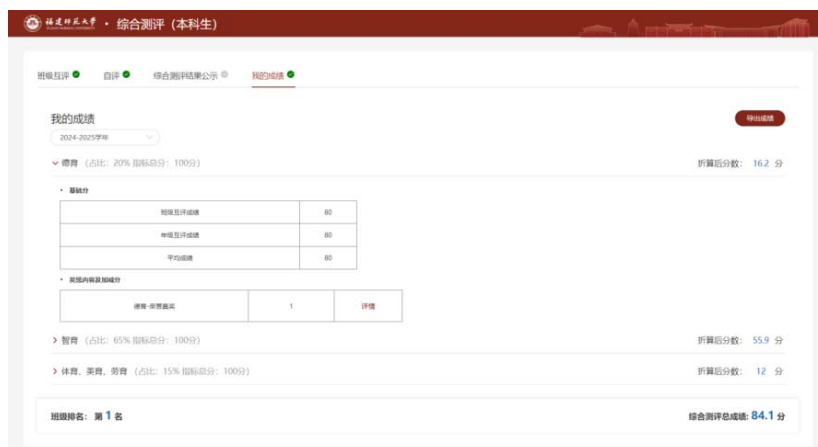 福建师范大学 · 综合测评（本科生）
班级互评 自评 综合测评结果公示 我的成绩
我的成绩
导出成绩
2024-2025学年
德育（占比：20% 指标总分：100分） 折算后分数： 16.2 分
· 基础分
班级互评成绩 80
年级互评成绩 80
平均成绩 80
· 奖惩内容及加减分
德育-荣誉嘉奖 1 详情
智育（占比：65% 指标总分：100分） 折算后分数： 55.9 分
体育、美育、劳育（占比：15% 指标总分：100分） 折算后分数： 12 分
班级排名： 第 1 名 综合测评总成绩: 84.1 分